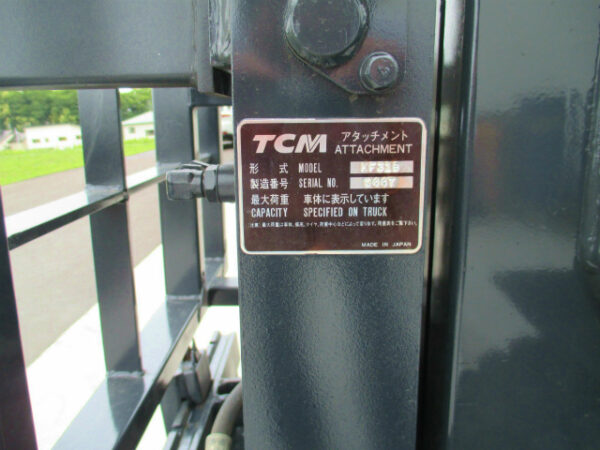 TCM アタッチメント
ATTACHMENT
形式 MODEL
製造番号 SERIAL NO.
最大荷重 車体に表示しています
CAPACITY SPECIFIED ON TRUCK
MADE IN JAPAN